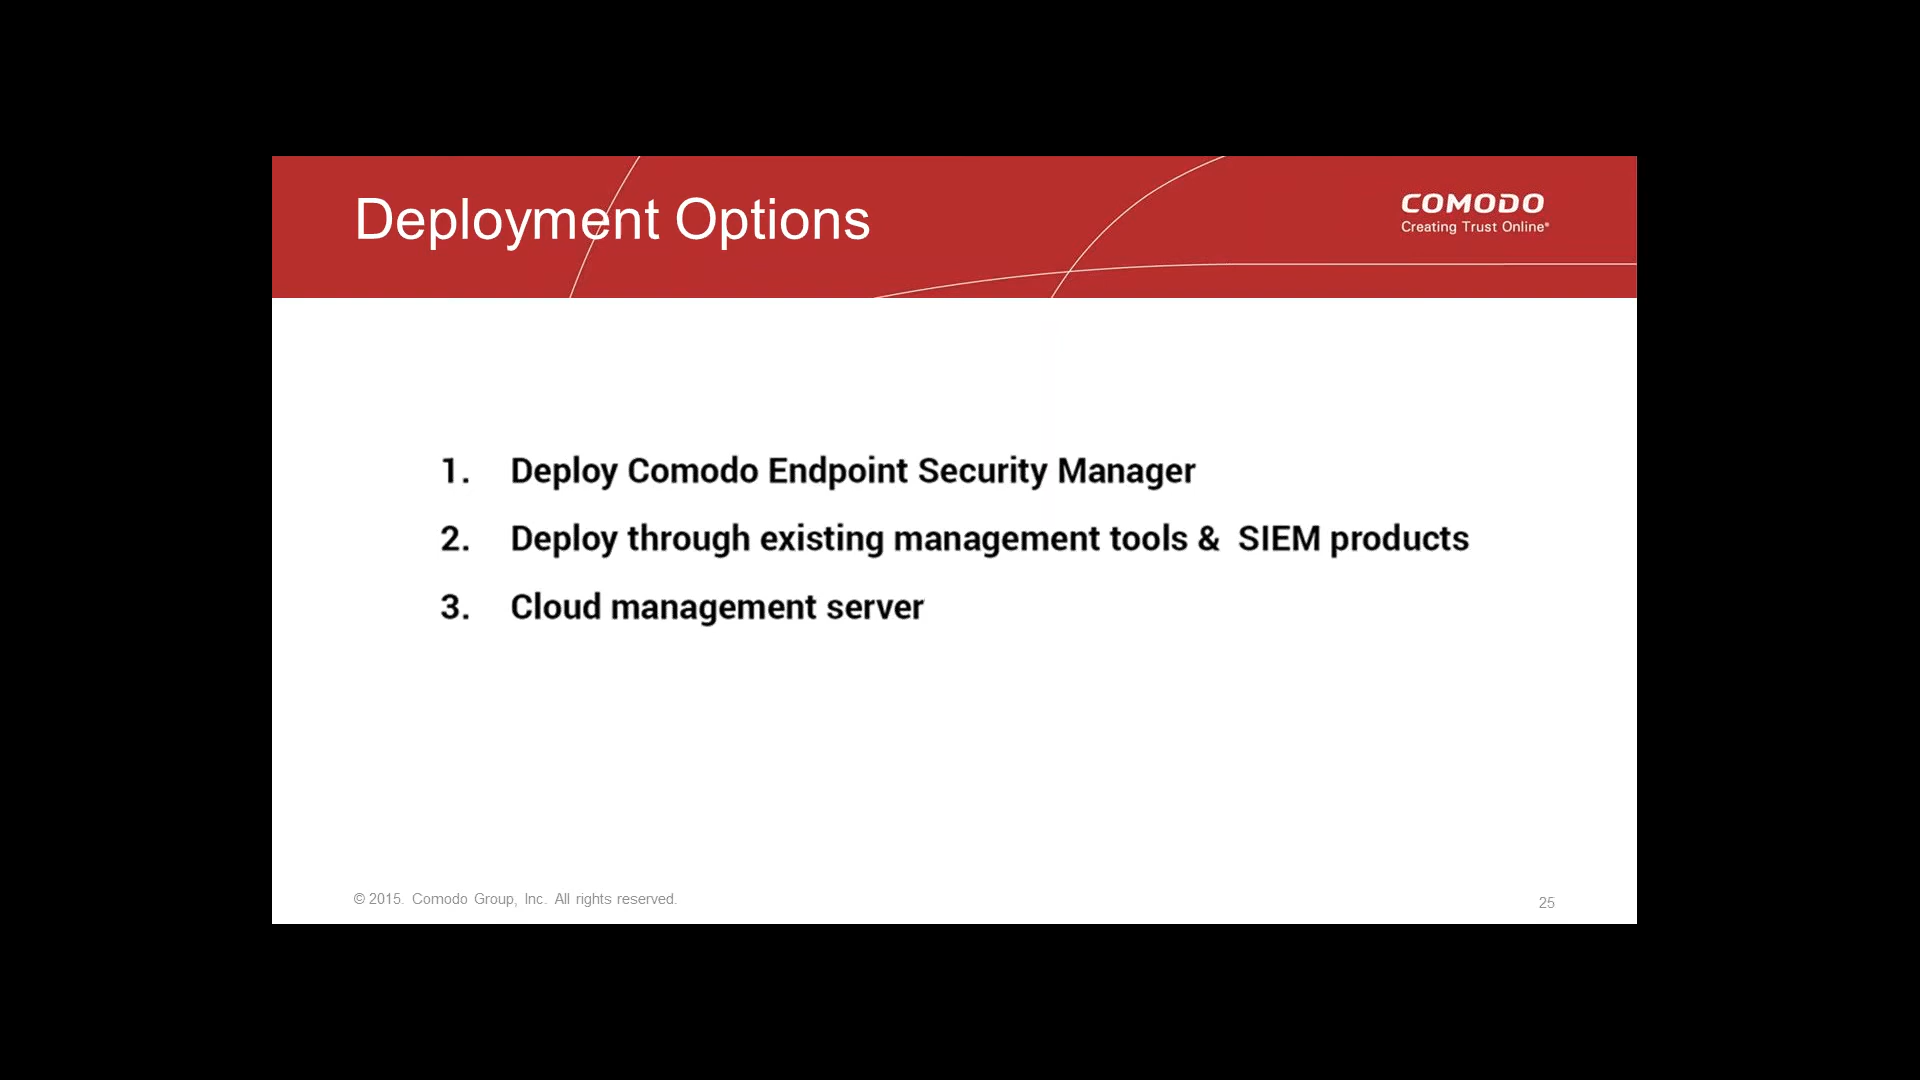 Deployment Options
COMODO
Creating Trust Online®
1. Deploy Comodo Endpoint Security Manager
2. Deploy through existing management tools & SIEM products
3. Cloud management server
© 2015. Comodo Group, Inc. All rights reserved.
25